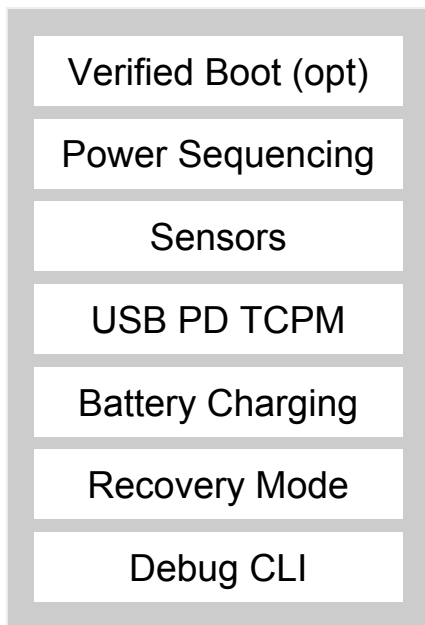 Verified Boot (opt)
Power Sequencing
Sensors
USB PD TCPM
Battery Charging
Recovery Mode
Debug CLI